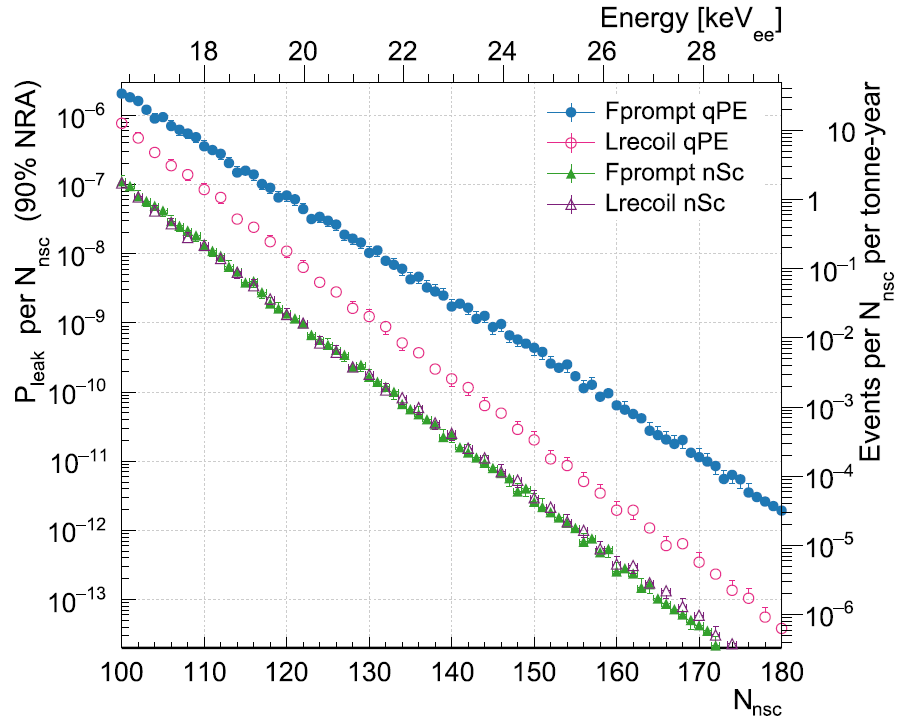 Energy [keVee]
18 20 22 24 26 28
Pleak per Nnsc (90% NRA)
10−6
10−7
10−8
10−9
10−10
10−11
10−12
10−13
Fprompt qPE
Lrecoil qPE
Fprompt nSc
Lrecoil nSc
10
1
10−1
10−2
10−3
10−4
10−5
10−6
Events per Nnsc per tonne-year
100 110 120 130 140 150 160 170 180
Nnsc